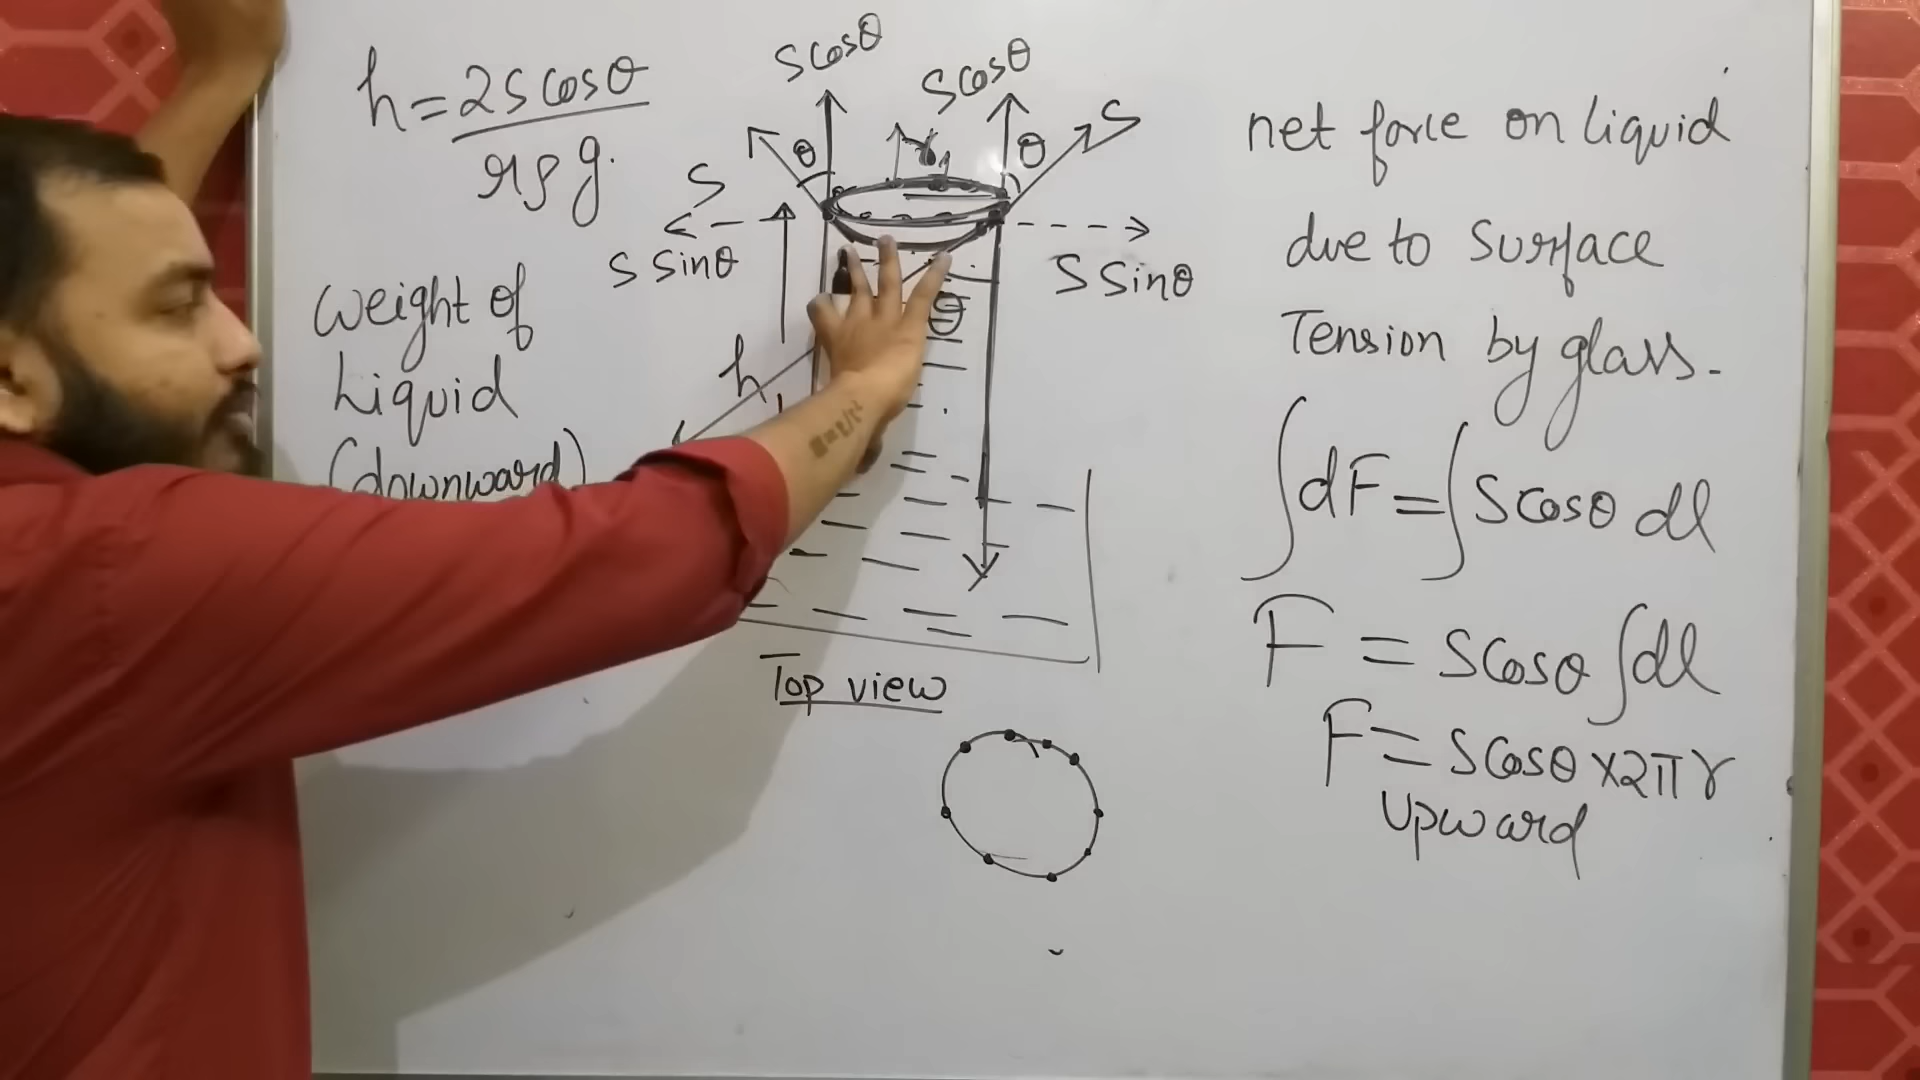 h = 2S cosθ
rρg.
Weight of
Liquid
(downward)
S cosθ
S cosθ
θ
r
θ
S
S
S sinθ
S sinθ
θ
h
Top view
net force on liquid
due to surface
Tension by glass.
∫dF = ∫S cosθ dl
F = S cosθ ∫dl
F = S cosθ × 2πr
Upward